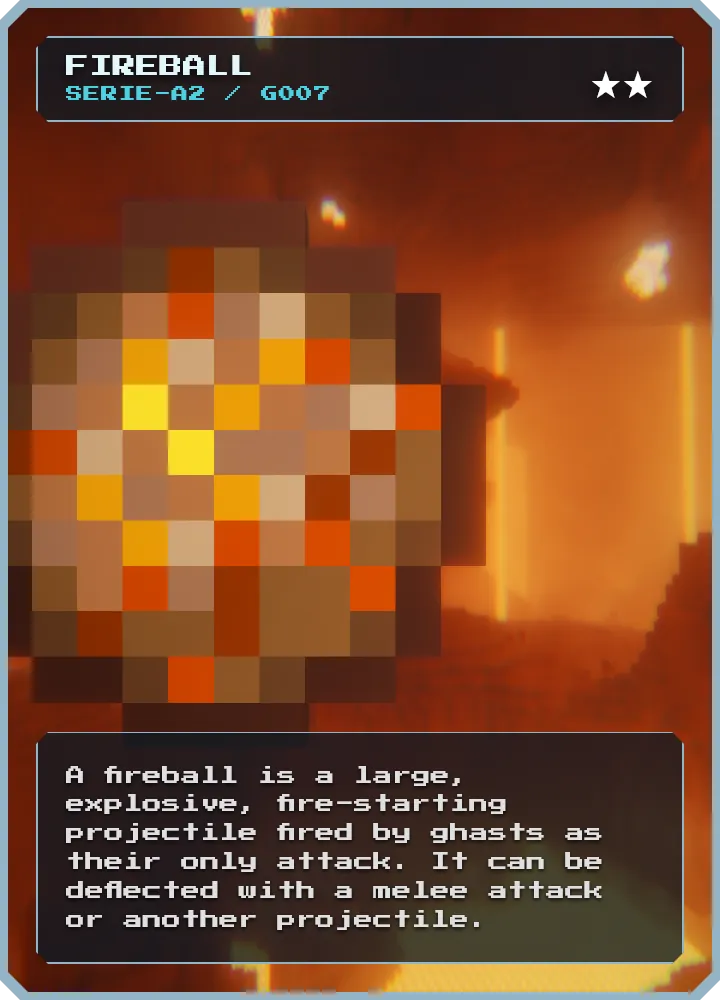 FIREBALL
SERIE-A2 / G007
★★
A fireball is a large,
explosive, fire-starting
projectile fired by ghasts as
their only attack. It can be
deflected with a melee attack
or another projectile.